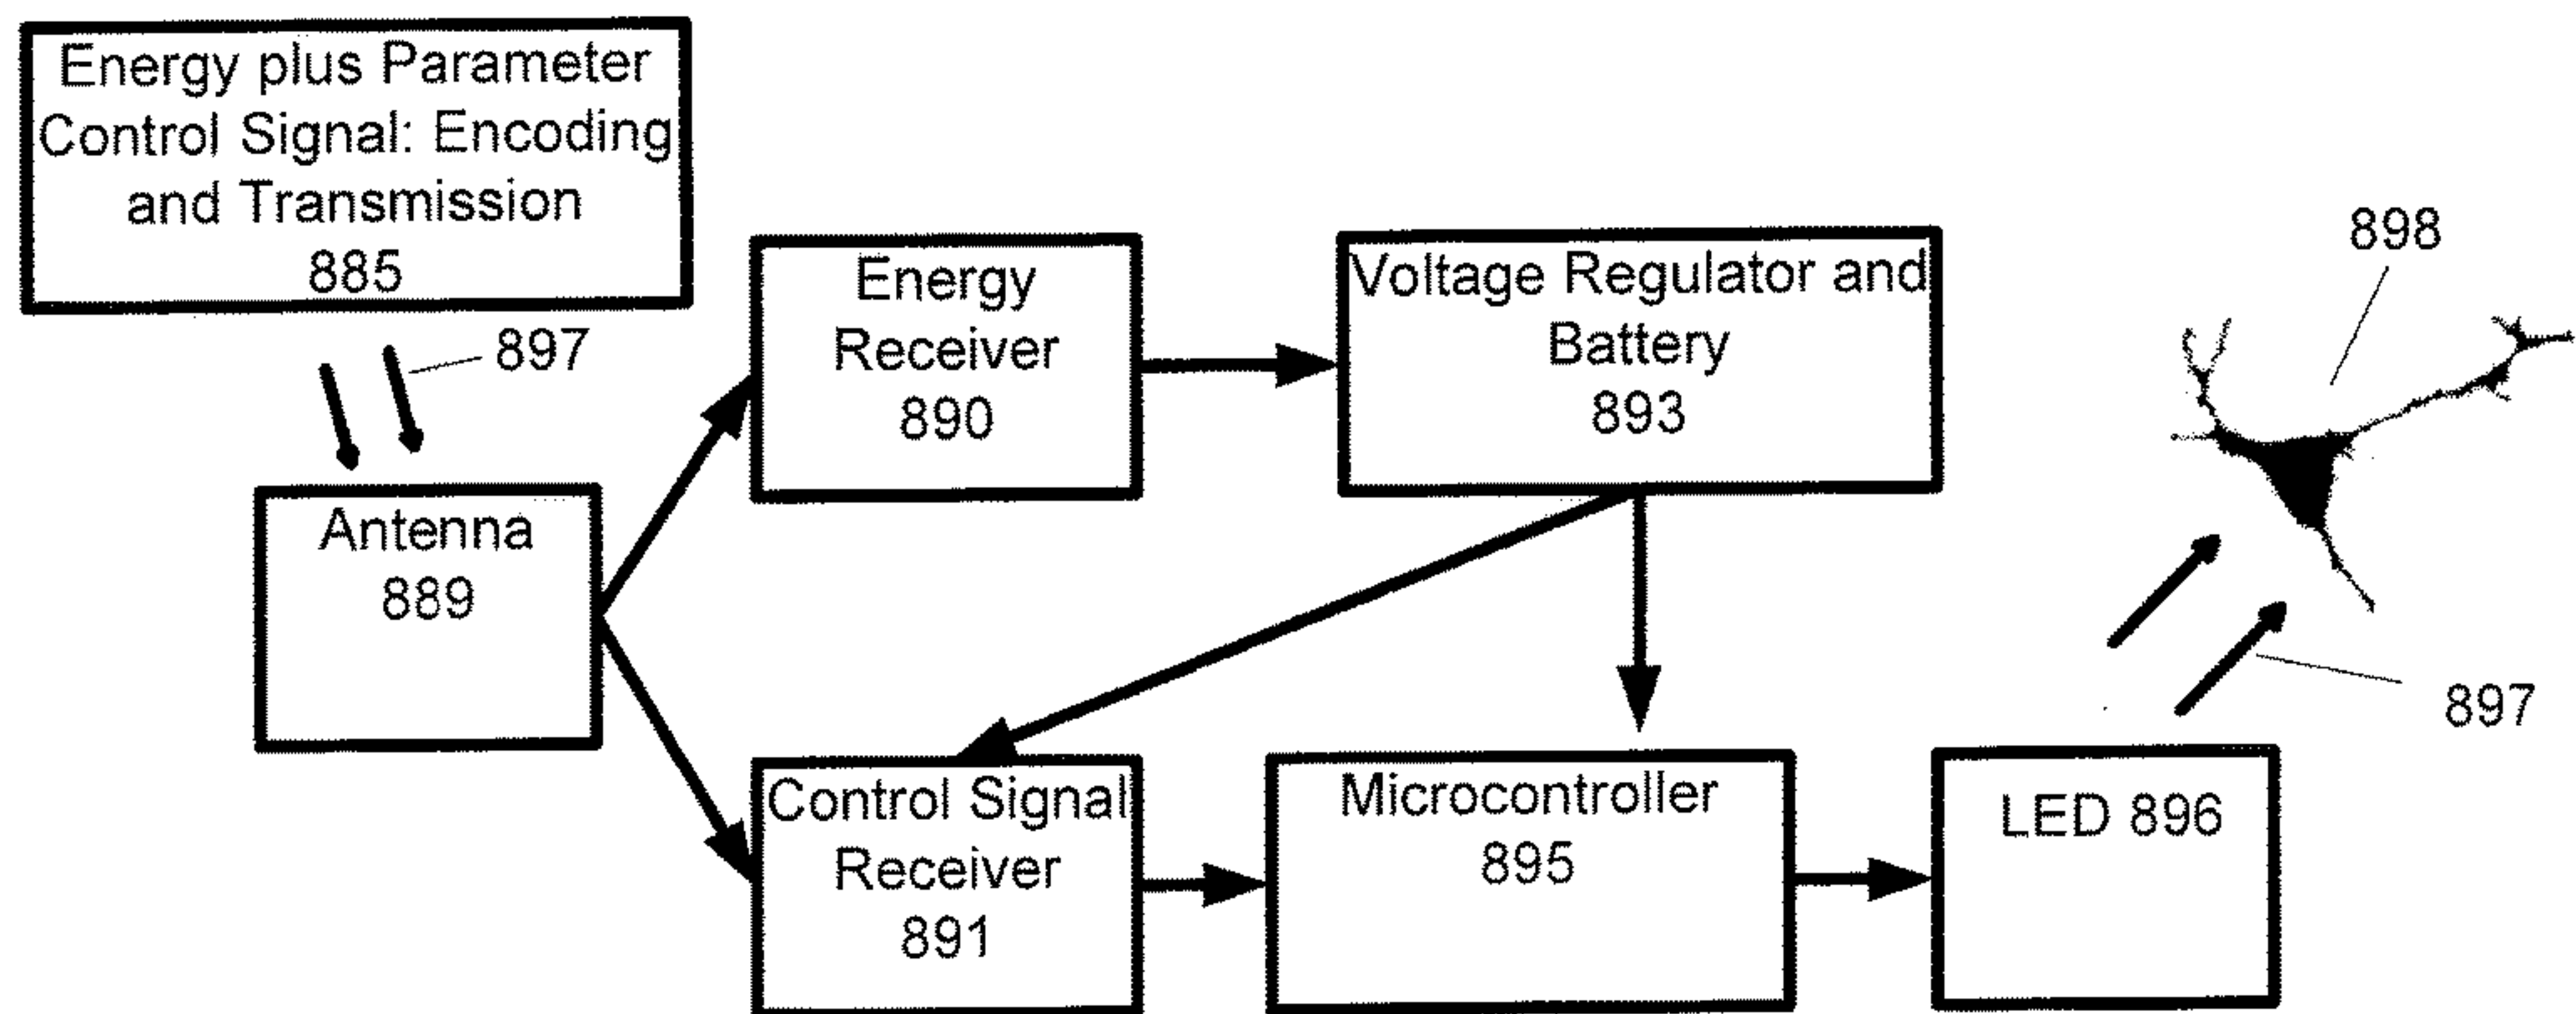 Energy plus Parameter
Control Signal: Encoding
and Transmission
885
897
Antenna
889
Energy
Receiver
890
Voltage Regulator and
Battery
893
898
Control Signal
Receiver
891
Microcontroller
895
LED 896
897